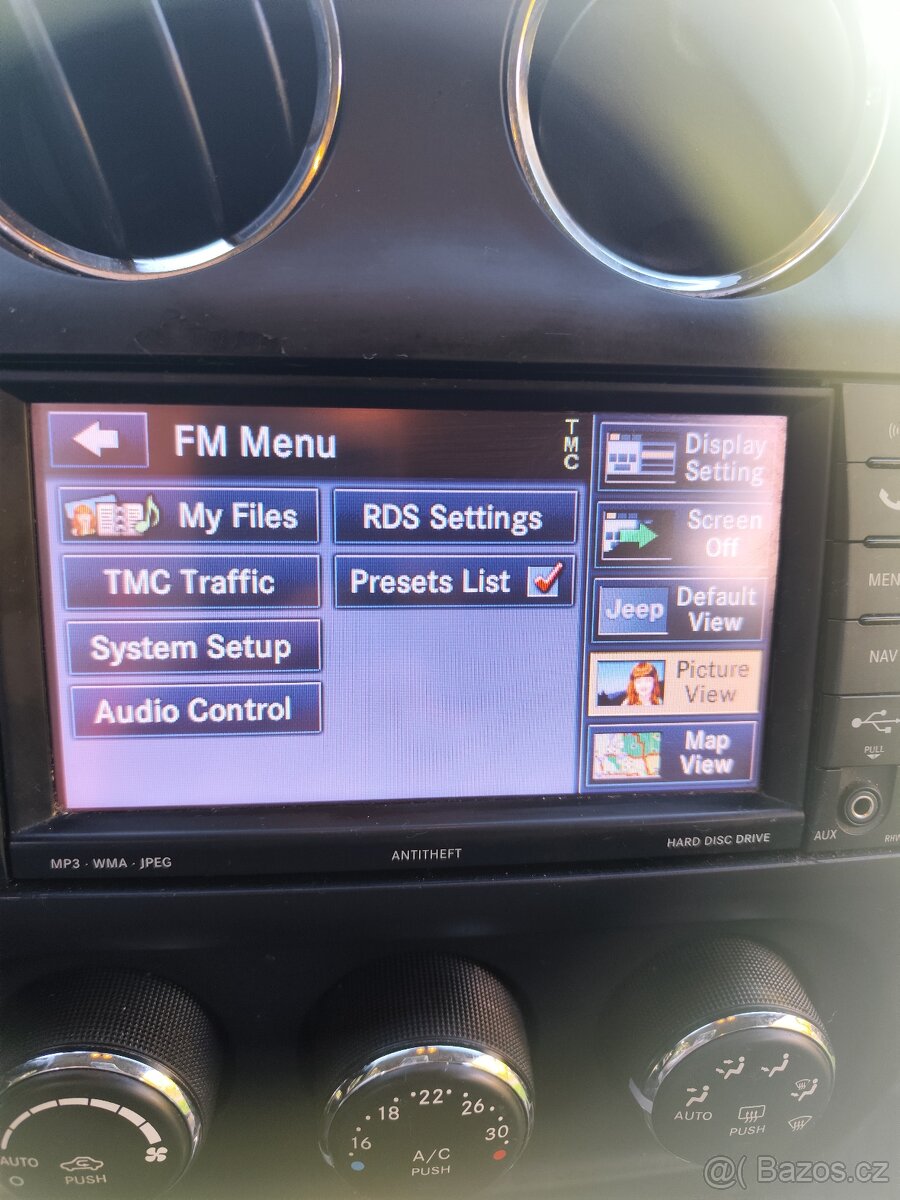 FM Menu
TMC
Display
Setting
My Files
RDS Settings
Screen
Off
TMC Traffic
Presets List
Jeep
Default
View
System Setup
Picture
View
Audio Control
Map
View
MEN
NAV
PULL
AUX
MP3 · WMA · JPEG
ANTITHEFT
HARD DISC DRIVE
AUTO
O
PUSH
16
18
22
26
30
A/C
PUSH
AUTO
PUSH
@( Bazos.cz